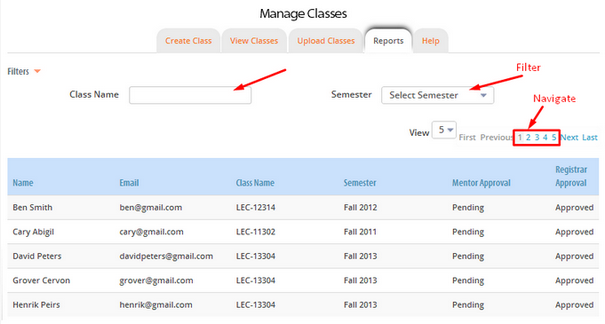 Manage Classes
Create Class View Classes Upload Classes Reports Help
Filters
Filter
Class Name Semester Select Semester
Navigate
View 5 First Previous 1 2 3 4 5 Next Last
Name Email Class Name Semester Mentor Approval Registrar Approval
Ben Smith ben@gmail.com LEC-12314 Fall 2012 Pending Approved
Cary Abigil cary@gmail.com LEC-11302 Fall 2011 Pending Approved
David Peters davidpeters@gmail.com LEC-13304 Fall 2013 Pending Approved
Grover Cervon grover@gmail.com LEC-13304 Fall 2013 Pending Approved
Henrik Peirs henrik@gmail.com LEC-13304 Fall 2013 Pending Approved